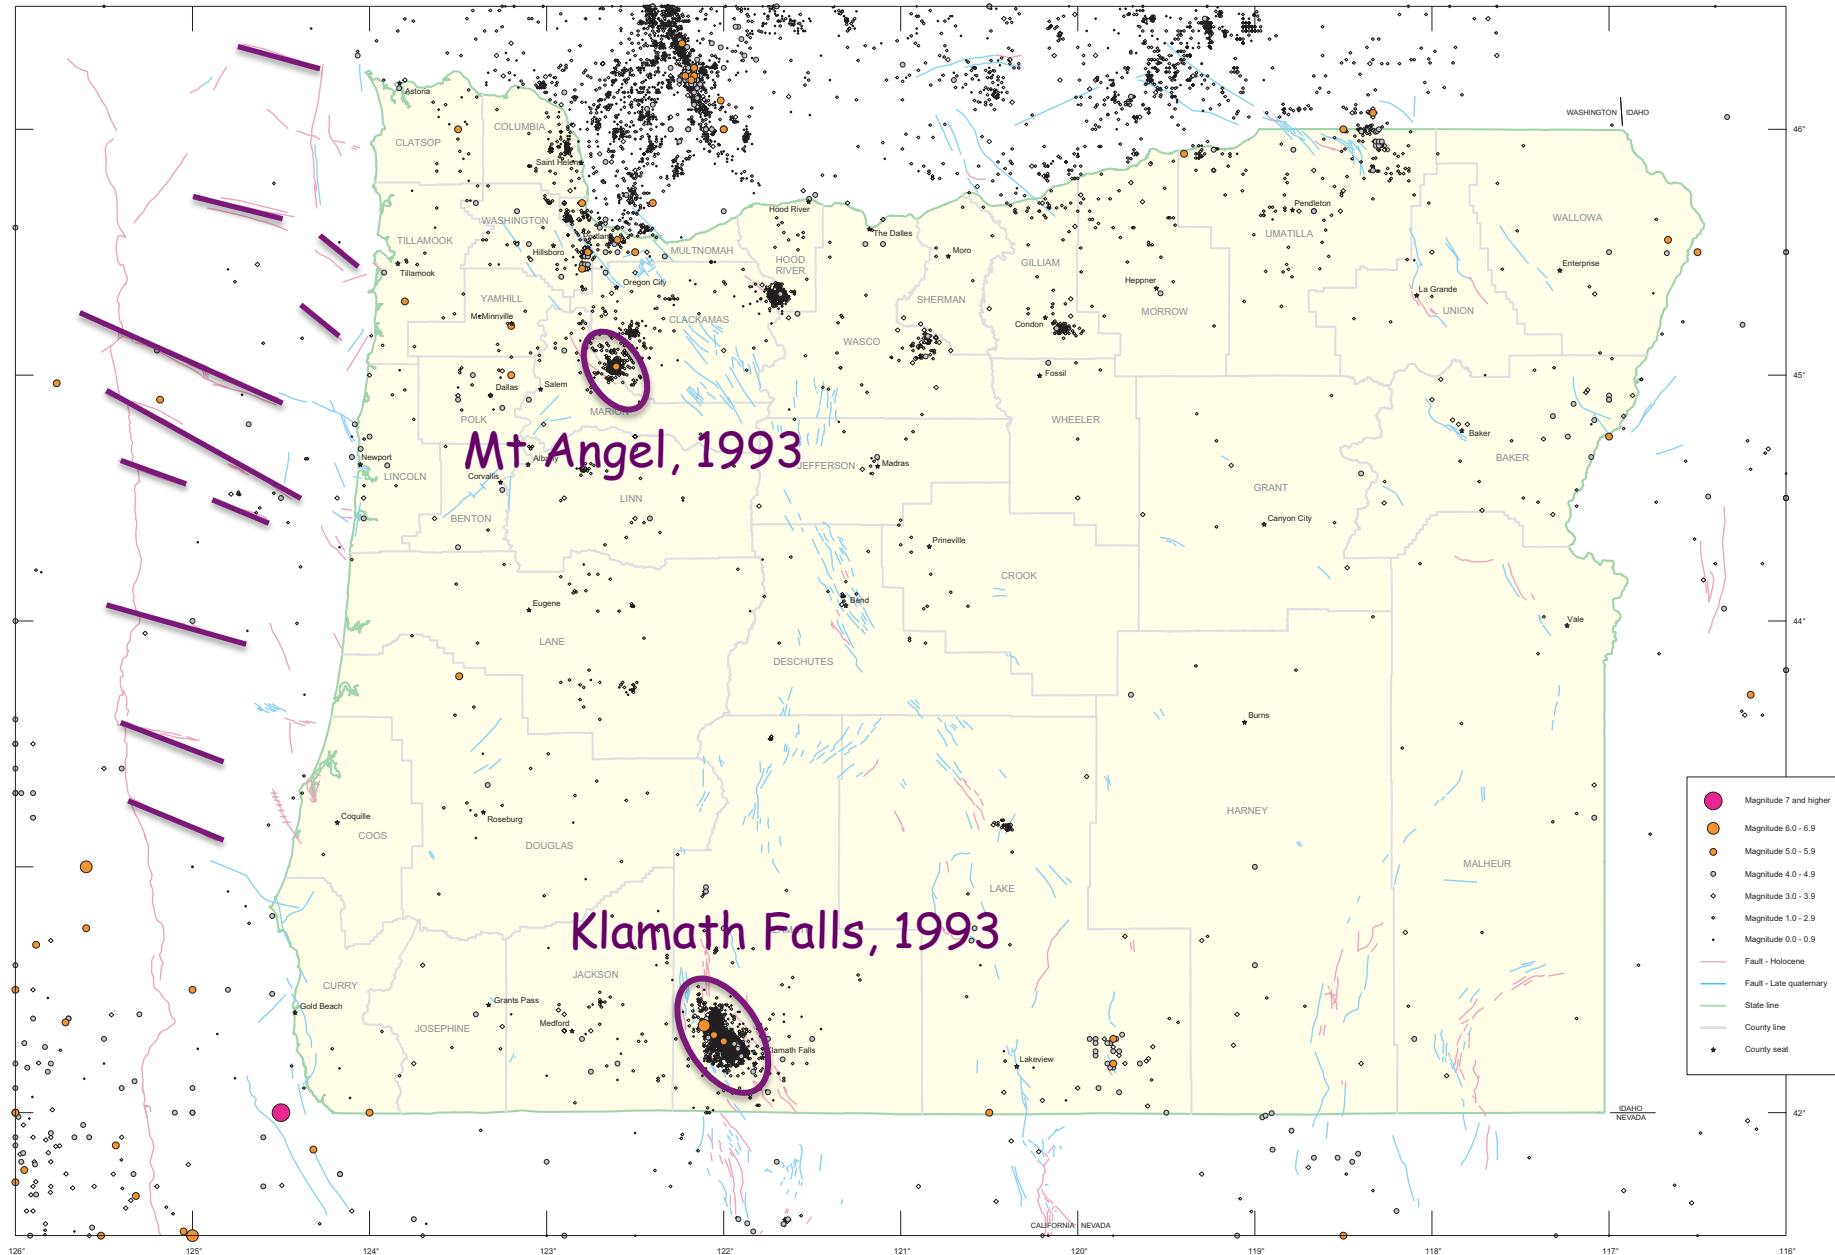 WASHINGTON IDAHO
46°
Astoria
COLUMBIA
CLATSOP
Saint Helens
Hood River
Pendleton
WALLOWA
WASHINGTON
Portland
The Dalles
UMATILLA
TILLAMOOK
Hillsboro
MULTNOMAH
Moro
HOOD
RIVER
GILLIAM
Enterprise
Tillamook
Oregon City
Heppner
La Grande
YAMHILL
SHERMAN
McMinnville
CLACKAMAS
Condon
MORROW
UNION
WASCO
Fossil
45°
Dallas
Salem
MARION
POLK
WHEELER
Baker
Mt Angel, 1993
BAKER
Newport
Albany
JEFFERSON
Madras
LINCOLN
Corvallis
LINN
GRANT
BENTON
Canyon City
Prineville
CROOK
Eugene
Bend
Vale
44°
LANE
DESCHUTES
Burns
Coquille
Roseburg
COOS
DOUGLAS
HARNEY
MALHEUR
LAKE
Magnitude 7 and higher
Magnitude 6.0 - 6.9
Magnitude 5.0 - 5.9
Magnitude 4.0 - 4.9
Magnitude 3.0 - 3.9
Magnitude 1.0 - 2.9
Magnitude 0.0 - 0.9
Fault - Holocene
Fault - Late quaternary
State line
County line
County seat
Klamath Falls, 1993
JACKSON
CURRY
Gold Beach
Grants Pass
JOSEPHINE
Medford
Klamath Falls
Lakeview
IDAHO
NEVADA
42°
CALIFORNIA NEVADA
126° 125° 124° 123° 122° 121° 120° 119° 118° 117° 116°